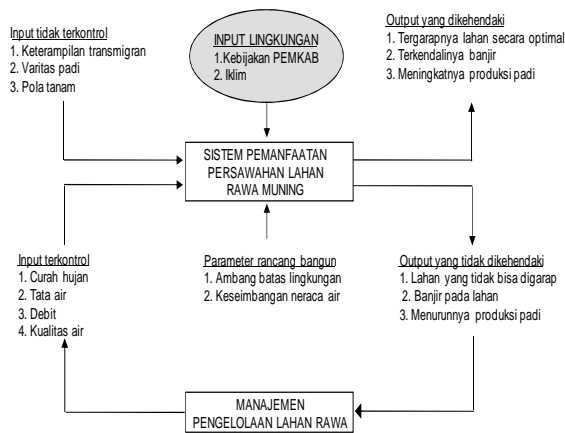 Input tidak terkontrol
1. Keterampilan transmigran
2. Varitas padi
3. Pola tanam
INPUT LINGKUNGAN
1.Kebijakan PEMKAB
2. Iklim
Output yang dikehendaki
1. Tergarapnya lahan secara optimal
2. Terkendalinya banjir
3. Meningkatnya produksi padi
SISTEM PEMANFAATAN
PERSAWAHAN LAHAN
RAWA MUNING
Input terkontrol
1. Curah hujan
2. Tata air
3. Debit
4. Kualitas air
Parameter rancang bangun
1. Ambang batas lingkungan
2. Keseimbangan neraca air
Output yang tidak dikehendaki
1. Lahan yang tidak bisa digarap
2. Banjir pada lahan
3. Menurunnya produksi padi
MANAJEMEN
PENGELOLAAN LAHAN RAWA